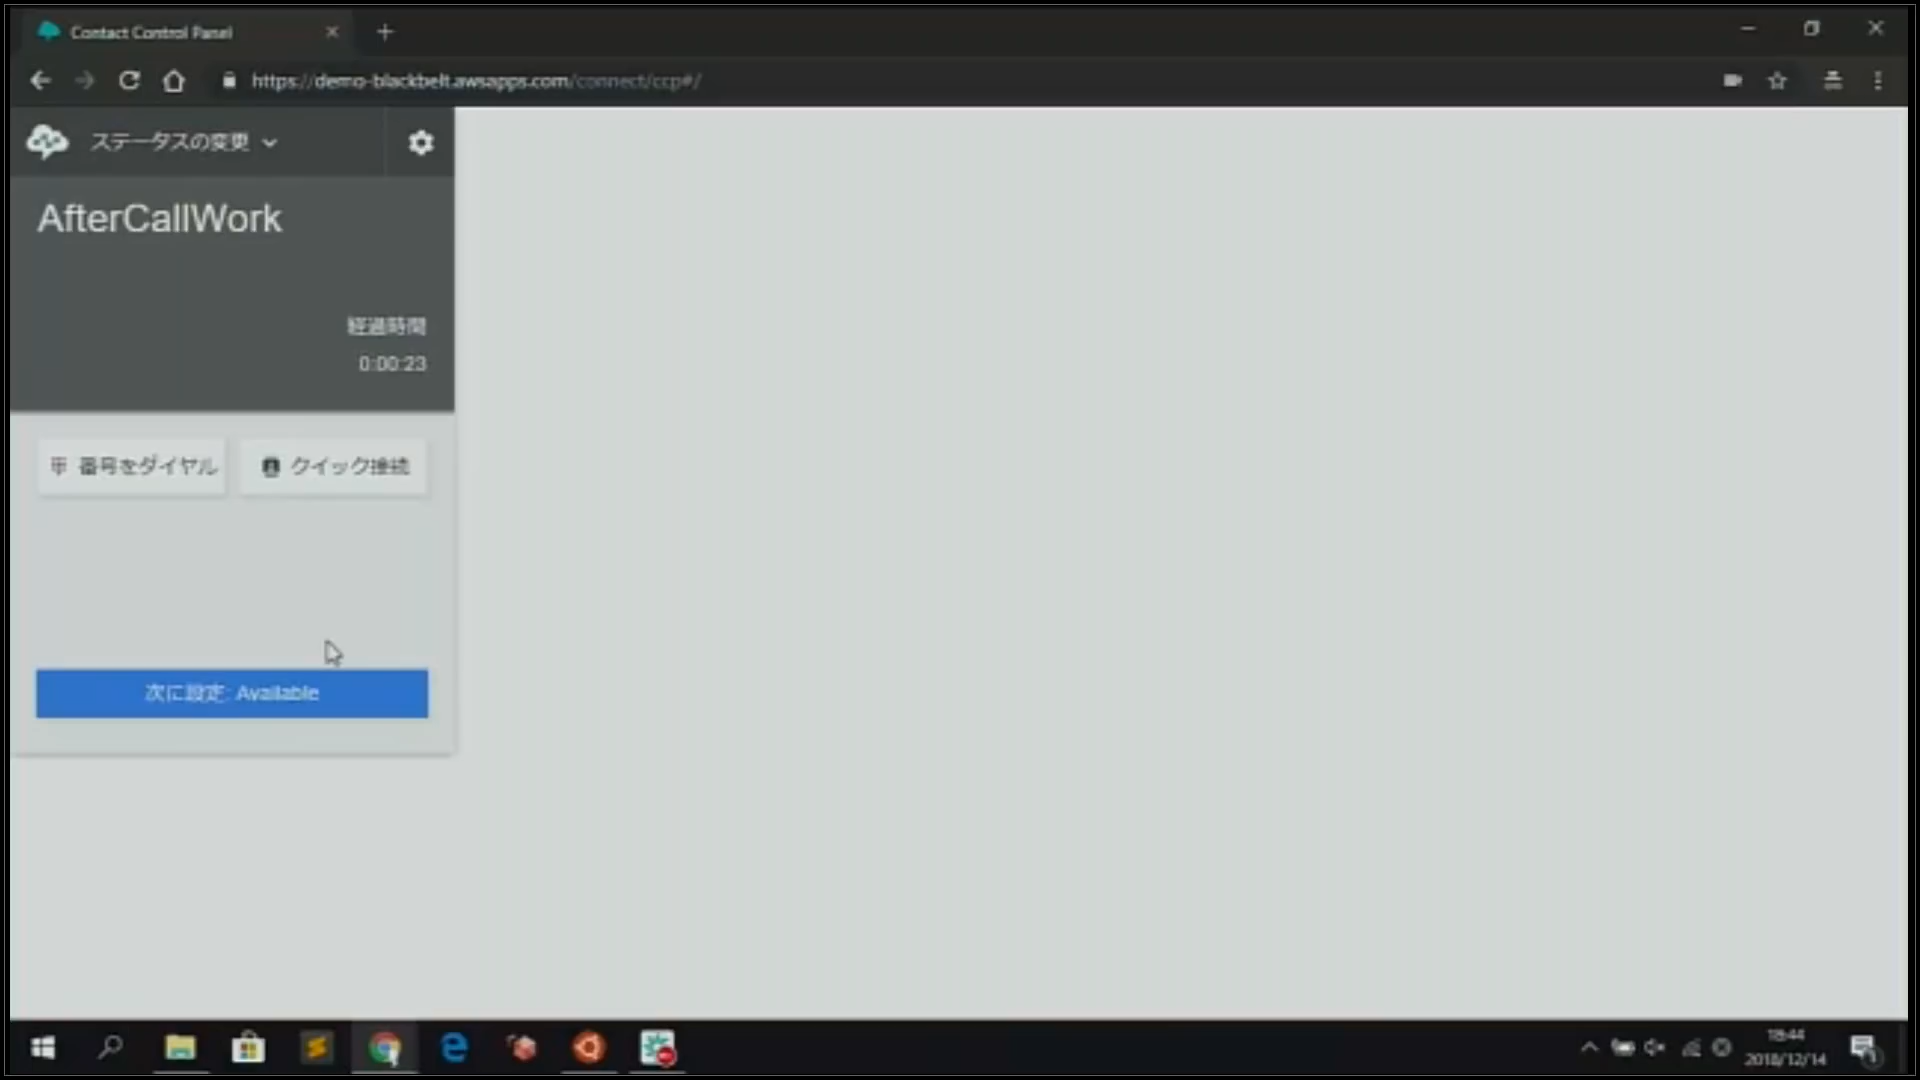 Contact Control Panel
https://demo-blackbelt.awsapps.com/connect/ccp#/
ステータスの変更
AfterCallWork
経過時間
0:00:23
番号をダイヤル
クイック接続
次に設定: Available
18:44
2018/12/14